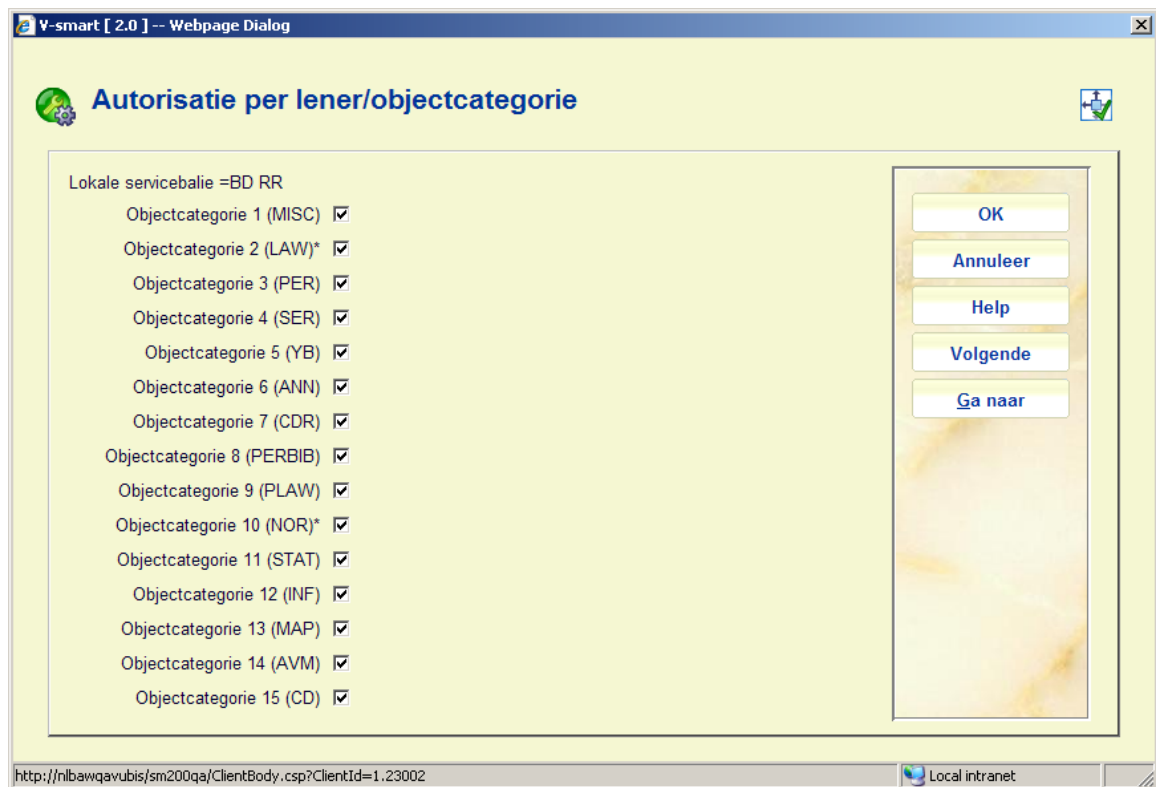 V-smart [ 2.0 ] -- Webpage Dialog
Autorisatie per lener/objectcategorie
Lokale servicebalie =BD RR
Objectcategorie 1 (MISC)
Objectcategorie 2 (LAW)*
Objectcategorie 3 (PER)
Objectcategorie 4 (SER)
Objectcategorie 5 (YB)
Objectcategorie 6 (ANN)
Objectcategorie 7 (CDR)
Objectcategorie 8 (PERBIB)
Objectcategorie 9 (PLAW)
Objectcategorie 10 (NOR)*
Objectcategorie 11 (STAT)
Objectcategorie 12 (INF)
Objectcategorie 13 (MAP)
Objectcategorie 14 (AVM)
Objectcategorie 15 (CD)
OK
Annuleer
Help
Volgende
Ga naar
http://nlbawqavubis/sm200qa/ClientBody.csp?ClientId=1.23002
Local intranet